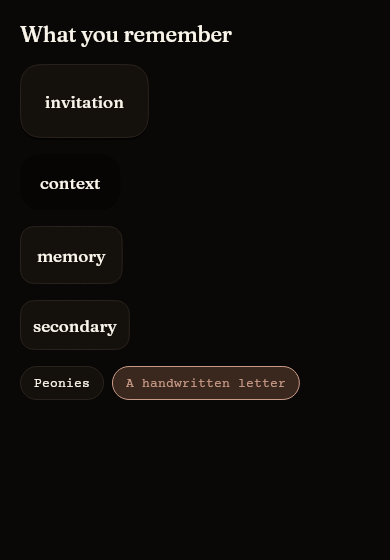 What you remember
invitation
context
memory
secondary
Peonies A handwritten letter